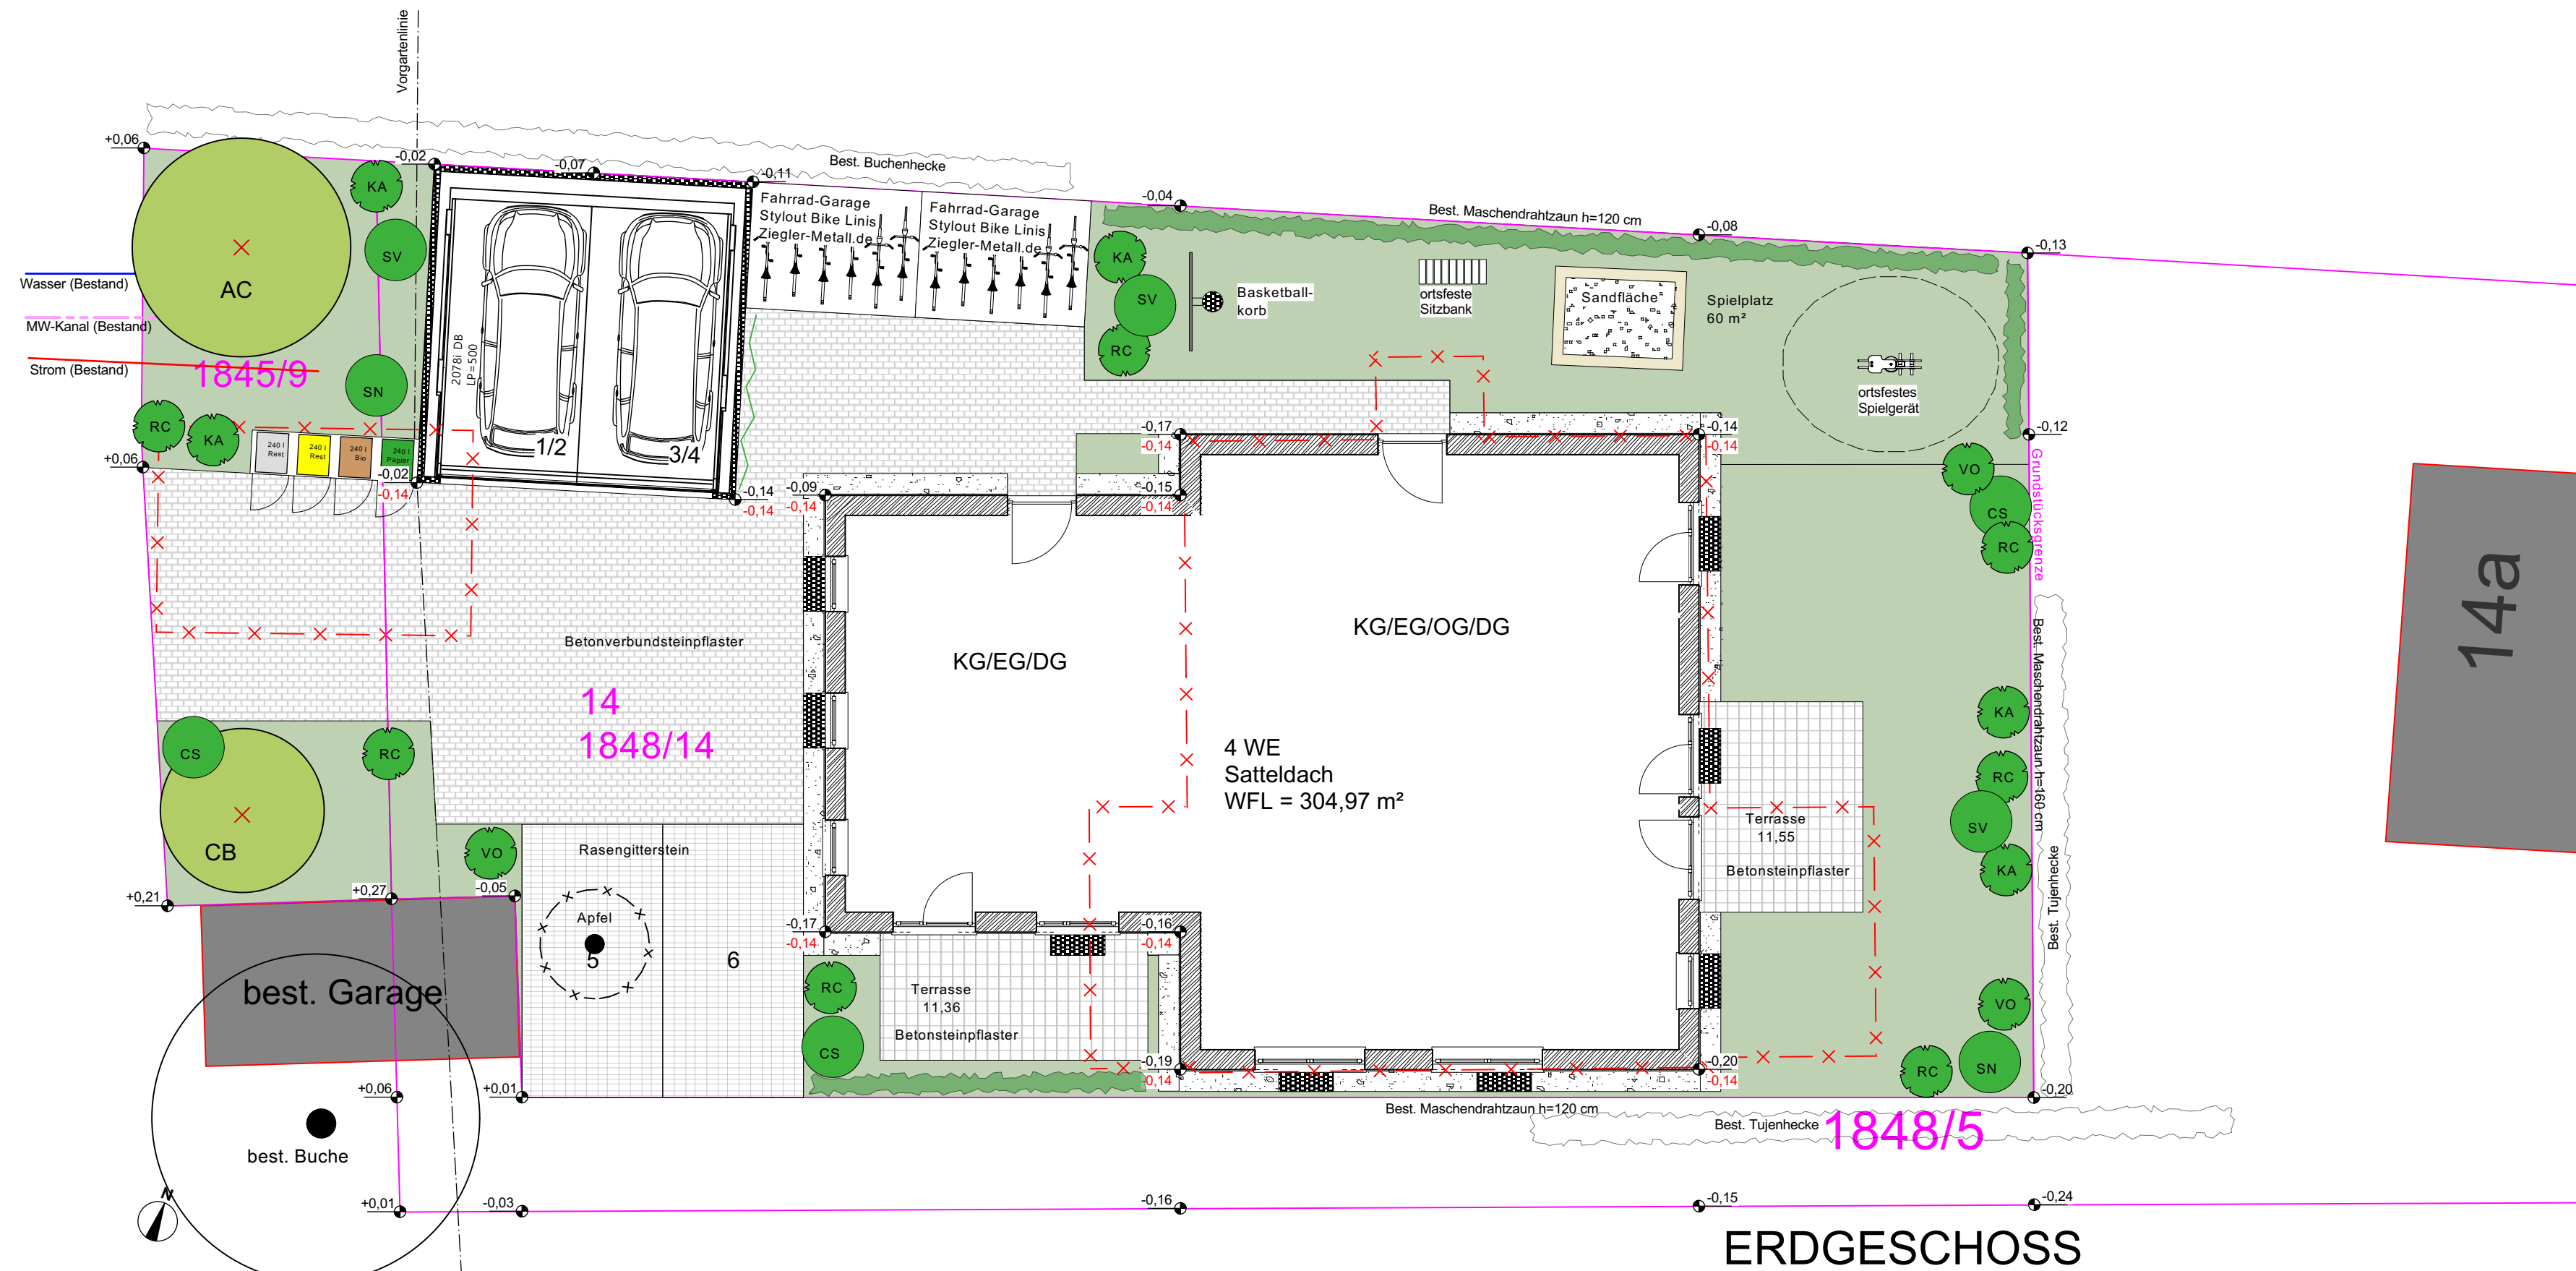 Vorgartenlinie
+0,06
-0,02
-0,07
-0,11
Best. Buchenhecke
-0,04
Best. Maschendrahtzaun h=120 cm
-0,08
-0,13
KA
SV
AC
Wasser (Bestand)
MW-Kanal (Bestand)
Strom (Bestand)
1845/9
SN
RC
KA
240 l
Rest
240 l
Rest
240 l
Bio
240 l
Papier
+0,06
-0,02
-0,14
2078i DB
LP=500
1/2
3/4
-0,14
-0,14
Fahrrad-Garage
Stylout Bike Linis
Ziegler-Metall.de
Fahrrad-Garage
Stylout Bike Linis
Ziegler-Metall.de
KA
SV
RC
Basketball-
korb
ortsfeste
Sitzbank
Sandfläche
Spielplatz
60 m²
ortsfestes
Spielgerät
-0,09
-0,14
-0,17
-0,14
-0,15
-0,14
-0,14
-0,14
-0,12
Grundstücksgrenze
VO
CS
RC
14a
Betonverbundsteinpflaster
14
1848/14
KG/EG/DG
KG/EG/OG/DG
4 WE
Satteldach
WFL = 304,97 m²
Terrasse
11,55
Betonsteinpflaster
KA
RC
SV
KA
VO
SN
RC
Best. Maschendrahtzaun h=160 cm
Best. Tujenhecke
CS
RC
CB
VO
+0,21
+0,27
-0,05
Rasengitterstein
Apfel
5
6
best. Garage
best. Buche
N
+0,06
+0,01
-0,17
-0,14
-0,16
-0,14
RC
CS
Terrasse
11,36
Betonsteinpflaster
-0,19
-0,14
-0,20
-0,14
-0,20
Best. Maschendrahtzaun h=120 cm
Best. Tujenhecke
1848/5
+0,01
-0,03
-0,16
-0,15
-0,24
ERDGESCHOSS